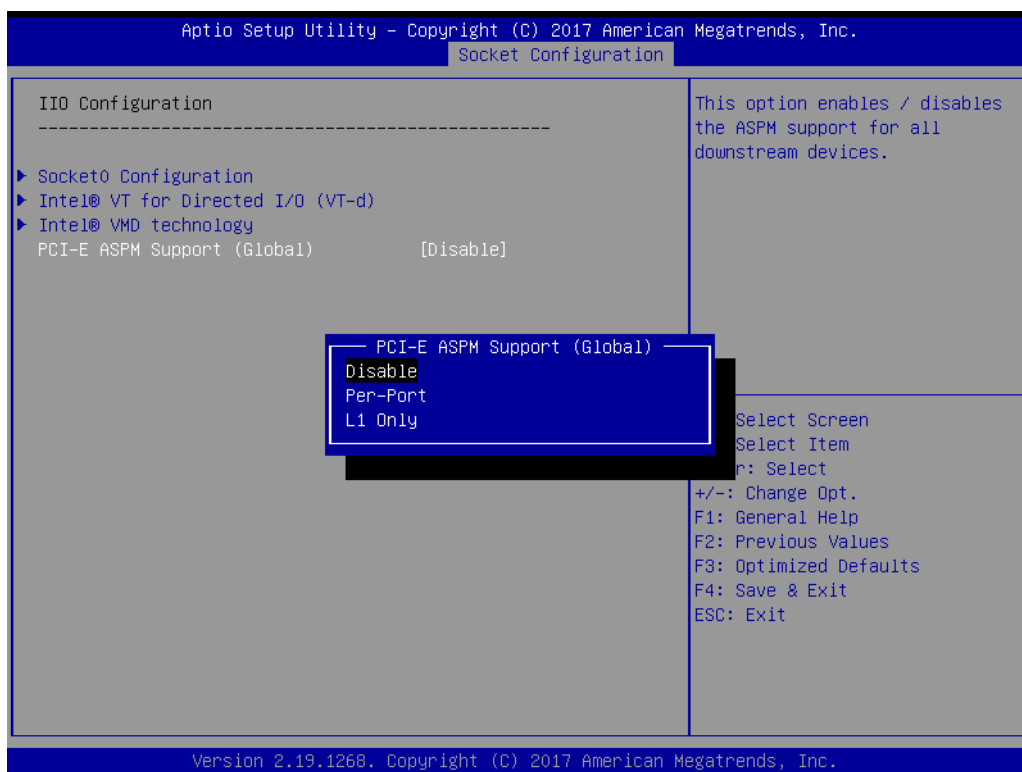 Aptio Setup Utility – Copyright (C) 2017 American Megatrends, Inc.
Socket Configuration
IIO Configuration
--------------------------------------------------
Socket0 Configuration
Intel® VT for Directed I/O (VT-d)
Intel® VMD technology
PCI-E ASPM Support (Global) [Disable]
This option enables / disables
the ASPM support for all
downstream devices.
PCI-E ASPM Support (Global)
Disable
Per-Port
L1 Only
Select Screen
Select Item
r: Select
+/-: Change Opt.
F1: General Help
F2: Previous Values
F3: Optimized Defaults
F4: Save & Exit
ESC: Exit
Version 2.19.1268. Copyright (C) 2017 American Megatrends, Inc.